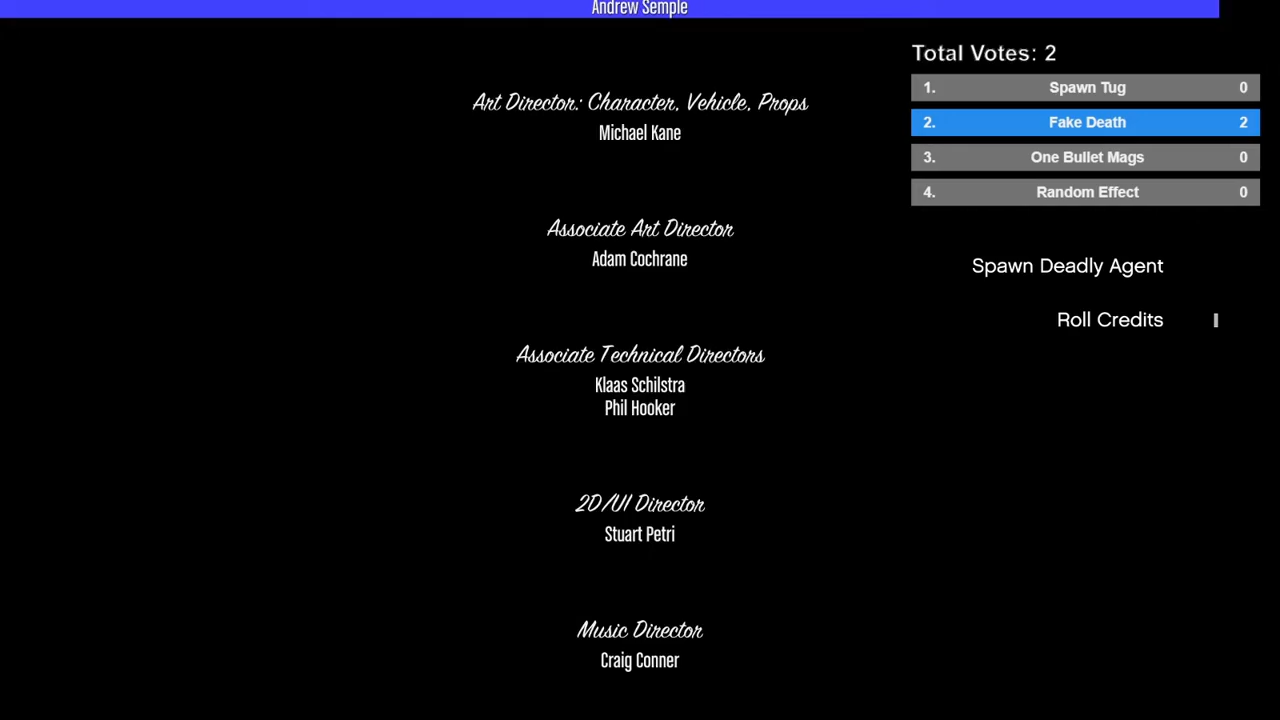 Andrew Semple
Art Director: Character, Vehicle, Props
Michael Kane
Associate Art Director
Adam Cochrane
Associate Technical Directors
Klaas Schilstra
Phil Hooker
2D/UI Director
Stuart Petri
Music Director
Craig Conner
Total Votes: 2
1. Spawn Tug 0
2. Fake Death 2
3. One Bullet Mags 0
4. Random Effect 0
Spawn Deadly Agent
Roll Credits